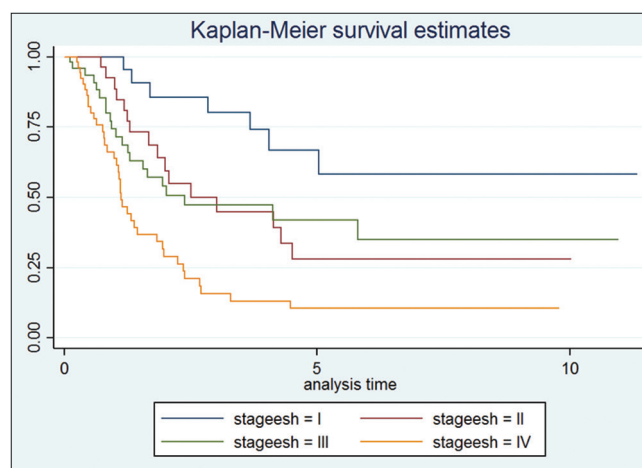 Kaplan-Meier survival estimates
1.00
0.75
0.50
0.25
0.00
0 5 10
analysis time
stageesh = I stageesh = II
stageesh = III stageesh = IV